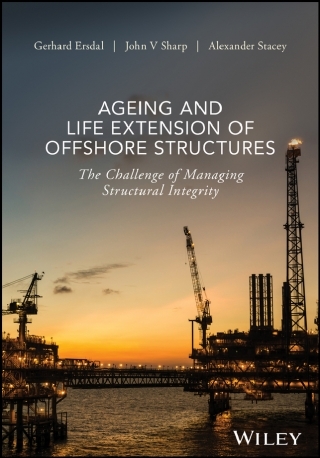 Gerhard Ersdal | John V Sharp | Alexander Stacey
AGEING AND
LIFE EXTENSION OF
OFFSHORE STRUCTURES
The Challenge of Managing
Structural Integrity
WILEY